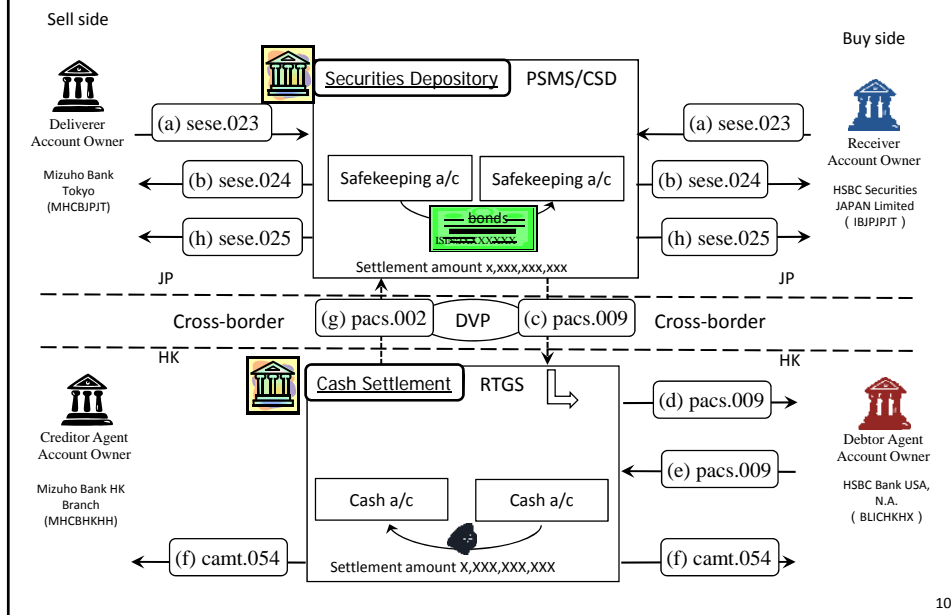 Sell side
Buy side
Securities Depository
PSMS/CSD
Deliverer
Account Owner
Mizuho Bank
Tokyo
(MHCBJPJT)
(a) sese.023
(b) sese.024
(h) sese.025
Safekeeping a/c
Safekeeping a/c
bonds
Settlement amount x,xxx,xxx,xxx
(a) sese.023
(b) sese.024
(h) sese.025
Receiver
Account Owner
HSBC Securities
JAPAN Limited
( IBJPJPJT )
JP
JP
Cross-border
(g) pacs.002
DVP
(c) pacs.009
Cross-border
HK
HK
Cash Settlement
RTGS
Creditor Agent
Account Owner
Mizuho Bank HK
Branch
(MHCBHKHH)
(d) pacs.009
(e) pacs.009
Debtor Agent
Account Owner
HSBC Bank USA,
N.A.
( BLICHKHX )
Cash a/c
Cash a/c
(f) camt.054
Settlement amount X,XXX,XXX,XXX
(f) camt.054
10